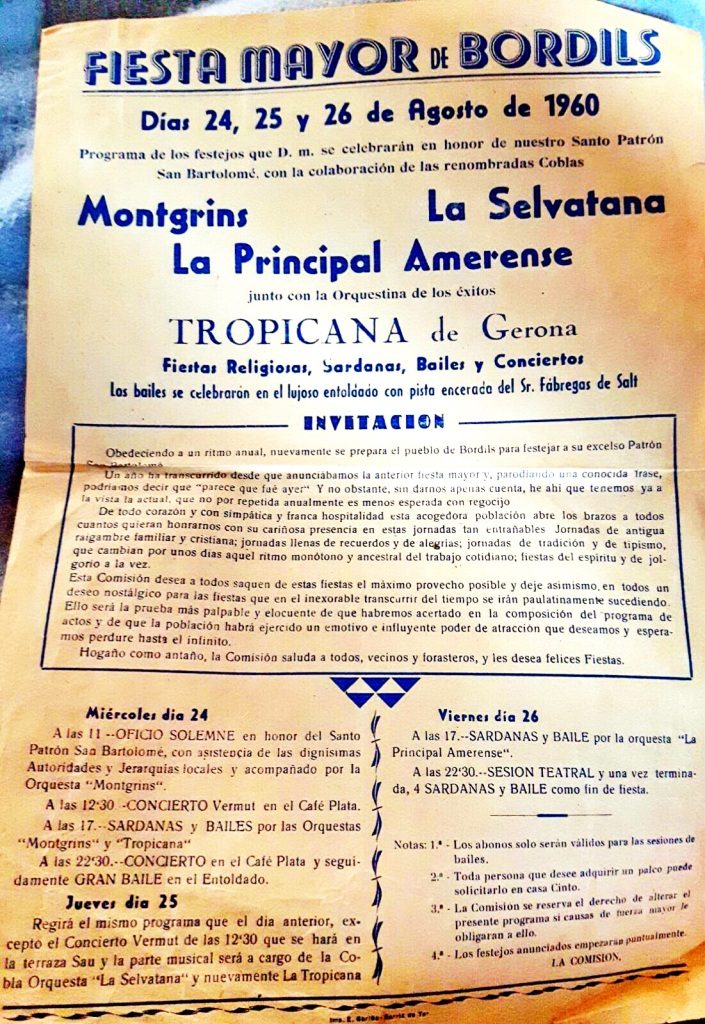 FIESTA MAYOR DE BORDILS
Días 24, 25 y 26 de Agosto de 1960
Programa de los festejos que D. m. se celebrarán en honor de nuestro Santo Patrón
San Bartolomé, con la colaboración de las renombradas Coblas
Montgrins La Selvatana
La Principal Amerense
junto con la Orquestina de los éxitos
TROPICANA de Gerona
Fiestas Religiosas, Sardanas, Bailes y Conciertos
Los bailes se celebrarán en el lujoso entoldado con pista encerada del Sr. Fábregas de Salt
INVITACION
Obedeciendo a un ritmo anual, nuevamente se prepara el pueblo de Bordils para festejar a su excelso Patrón
San Bartolomé
Un año ha transcurrido desde que anunciábamos la anterior fiesta mayor y, parodiando una conocida frase,
podríamos decir que "parece que fué ayer" Y no obstante, sin darnos apenas cuenta, he ahí que tenemos ya a
la vista la actual, que no por repetida anualmente es menos esperada con regocijo
De todo corazón y con simpática y franca hospitalidad esta acogedora población abre los brazos a todos
cuantos quieran honrarnos con su cariñosa presencia en estas jornadas tan entrañables Jornadas de antigua
raigambre familiar y cristiana; jornadas llenas de recuerdos y de alegrías; jornadas de tradición y de tipismo,
que cambian por unos días aquel ritmo monótono y ancestral del trabajo cotidiano; fiestas del espíritu y de jol-
gorio a la vez.
Esta Comisión desea a todos saquen de estas fiestas el máximo provecho posible y deje asimismo, en todos un
deseo nostálgico para las fiestas que en el inexorable transcurrir del tiempo se irán paulatinamente sucediendo.
Ello será la prueba más palpable y elocuente de que habremos acertado en la composición del programa de
actos y de que la población habrá ejercido un emotivo e influyente poder de atracción que deseamos y espera-
mos perdure hasta el infinito.
Hogaño como antaño, la Comisión saluda a todos, vecinos y forasteros, y les desea felices Fiestas.
Miércoles día 24
A las 11 --OFICIO SOLEMNE en honor del Santo
Patrón San Bartolomé, con asistencia de las dignísimas
Autoridades y Jerarquías locales y acompañado por la
Orquesta "Montgrins".
A las 12'30 -CONCIERTO Vermut en el Café Plata.
A las 17.--SARDANAS y BAILES por las Orquestas
"Montgrins" y "Tropicana"
A las 22'30.--CONCIERTO en el Café Plata y segui-
damente GRAN BAILE en el Entoldado.
Jueves día 25
Regirá el mismo programa que el día anterior, ex-
cepto el Concierto Vermut de las 12'30 que se hará en
la terraza Sau y la parte musical será a cargo de la Co-
bla Orquesta "La Selvatana" y nuevamente La Tropicana
Viernes día 26
A las 17.--SARDANAS y BAILE por la orquesta "La
Principal Amerense".
A las 22'30.--SESION TEATRAL y una vez termina-
da, 4 SARDANAS y BAILE como fin de fiesta.
Notas: 1.ª - Los abonos solo serán válidos para las sesiones de
bailes.
2.ª - Toda persona que desee adquirir un palco puede
solicitarlo en casa Cinto.
3.ª - La Comisión se reserva el derecho de alterar el
presente programa si causas de fuerza mayor le
obligaran a ello.
4.ª - Los festejos anunciados empezarán puntualmente.
LA COMISION.